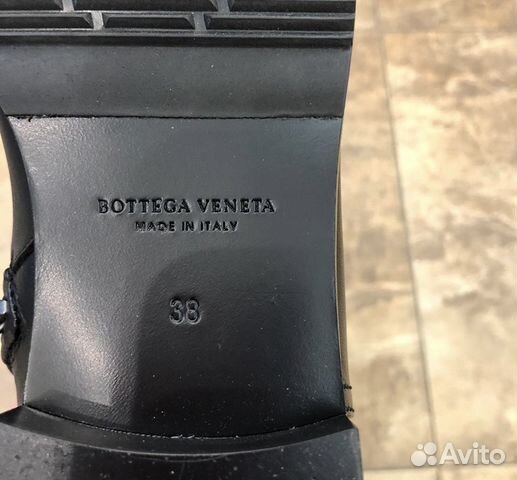 BOTTEGA VENETA
MADE IN ITALY
38
Avito